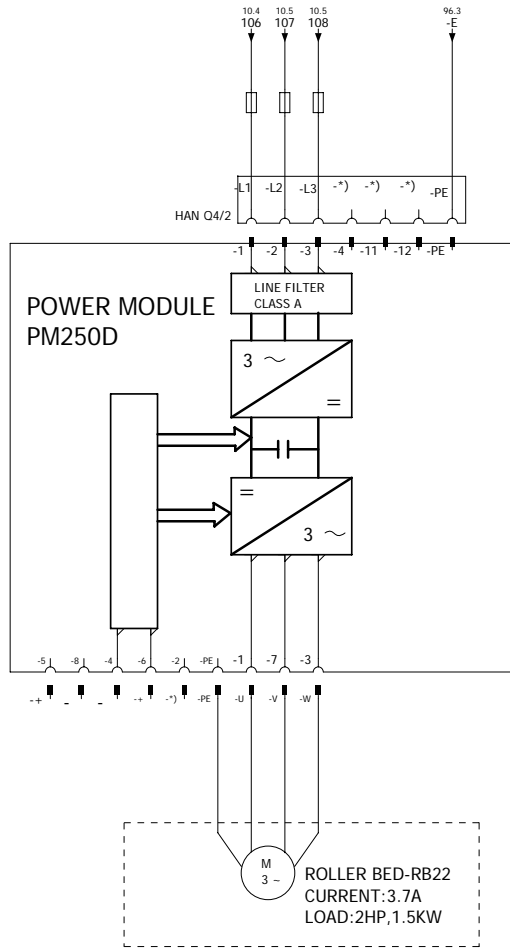 10.4 10.5 10.5 96.3
106 107 108 -E
-L1 -L2 -L3 -*) -*) -*) -PE
HAN Q4/2
-1 -2 -3 -4 -11 -12 -PE
LINE FILTER
CLASS A
POWER MODULE
PM250D
3 ~
=
=
3 ~
-5 -8 -4 -6 -2 -PE -1 -7 -3
-+ - - -+ -*) -PE -U -V -W
M
3 ~
ROLLER BED-RB22
CURRENT:3.7A
LOAD:2HP,1.5KW